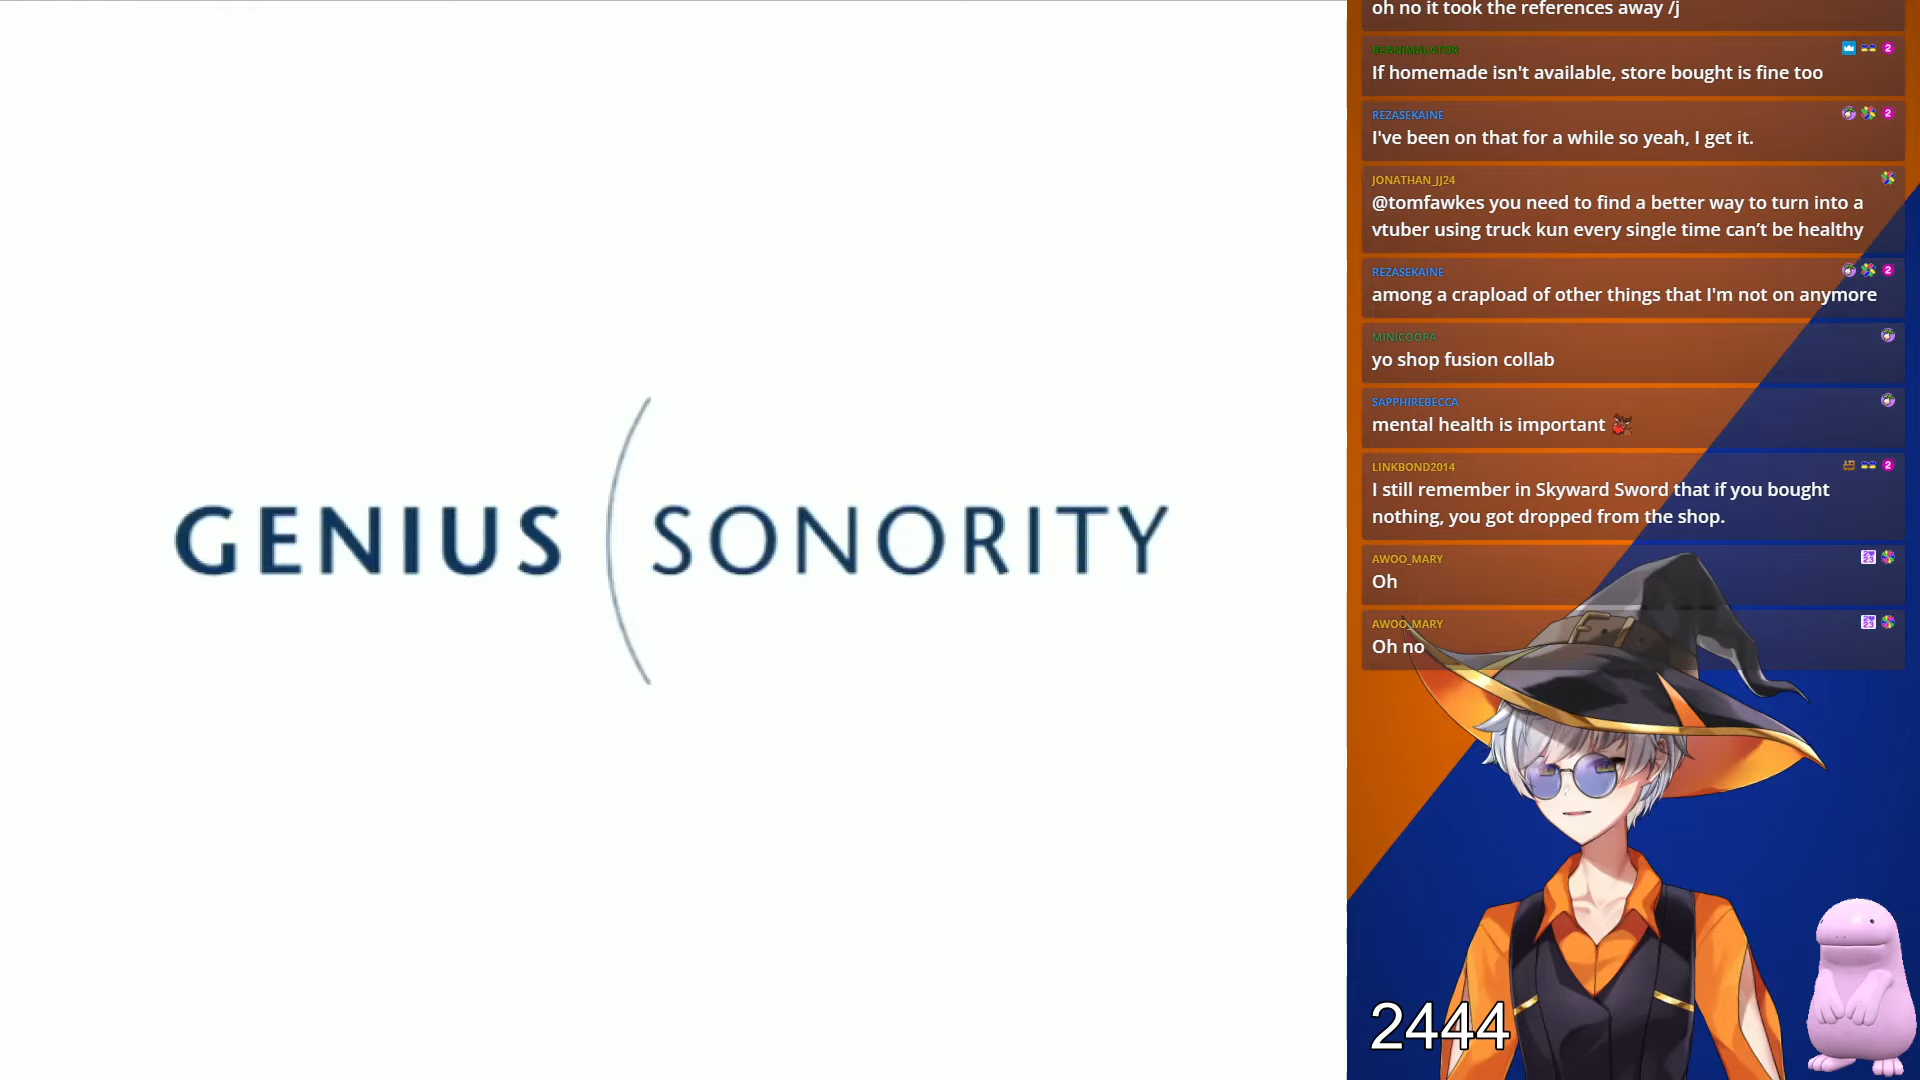 GENIUS SONORITY
oh no it took the references away /j
REANIMALATOR
If homemade isn't available, store bought is fine too
REZASEKAINE
I've been on that for a while so yeah, I get it.
JONATHAN_JJ24
@tomfawkes you need to find a better way to turn into a
vtuber using truck kun every single time can’t be healthy
REZASEKAINE
among a crapload of other things that I'm not on anymore
MINICOOPA
yo shop fusion collab
SAPPHIREBECCA
mental health is important
LINKBOND2014
I still remember in Skyward Sword that if you bought
nothing, you got dropped from the shop.
AWOO_MARY
Oh
AWOO_MARY
Oh no
2444